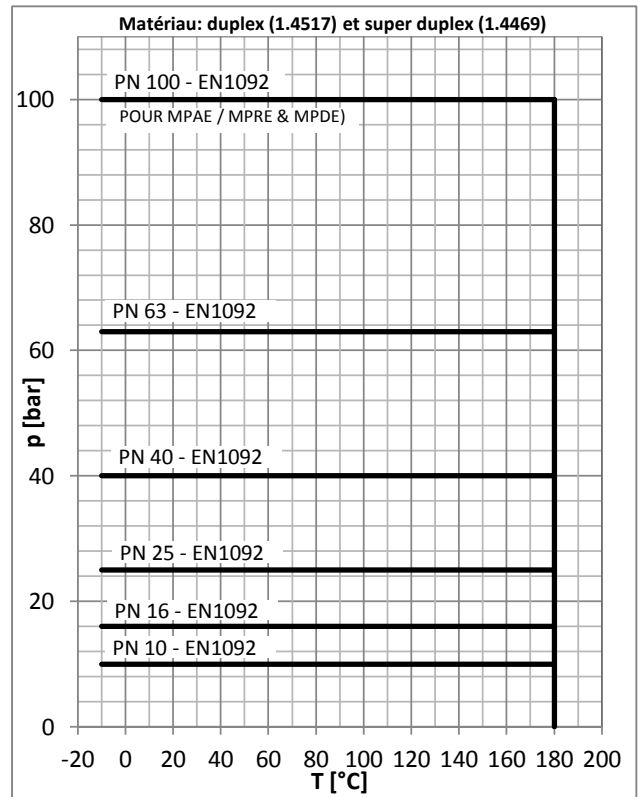 Matériau: duplex (1.4517) et super duplex (1.4469)
PN 100 - EN1092
100
POUR MPAE / MPRE & MPDE)
80
PN 63 - EN1092
60
p [bar]
PN 40 - EN1092
40
PN 25 - EN1092
20
PN 16 - EN1092
PN 10 - EN1092
0
-20 0 20 40 60 80 100 120 140 160 180 200
T [°C]